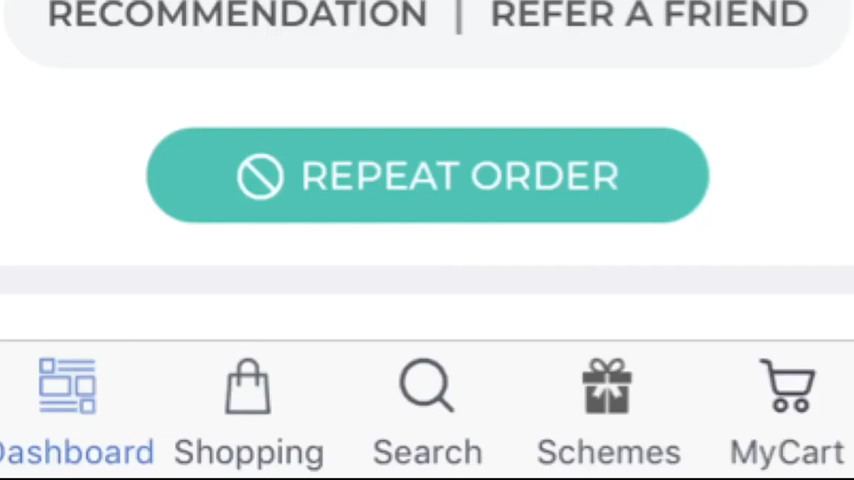 RECOMMENDATION | REFER A FRIEND
REPEAT ORDER
Dashboard Shopping Search Schemes MyCart